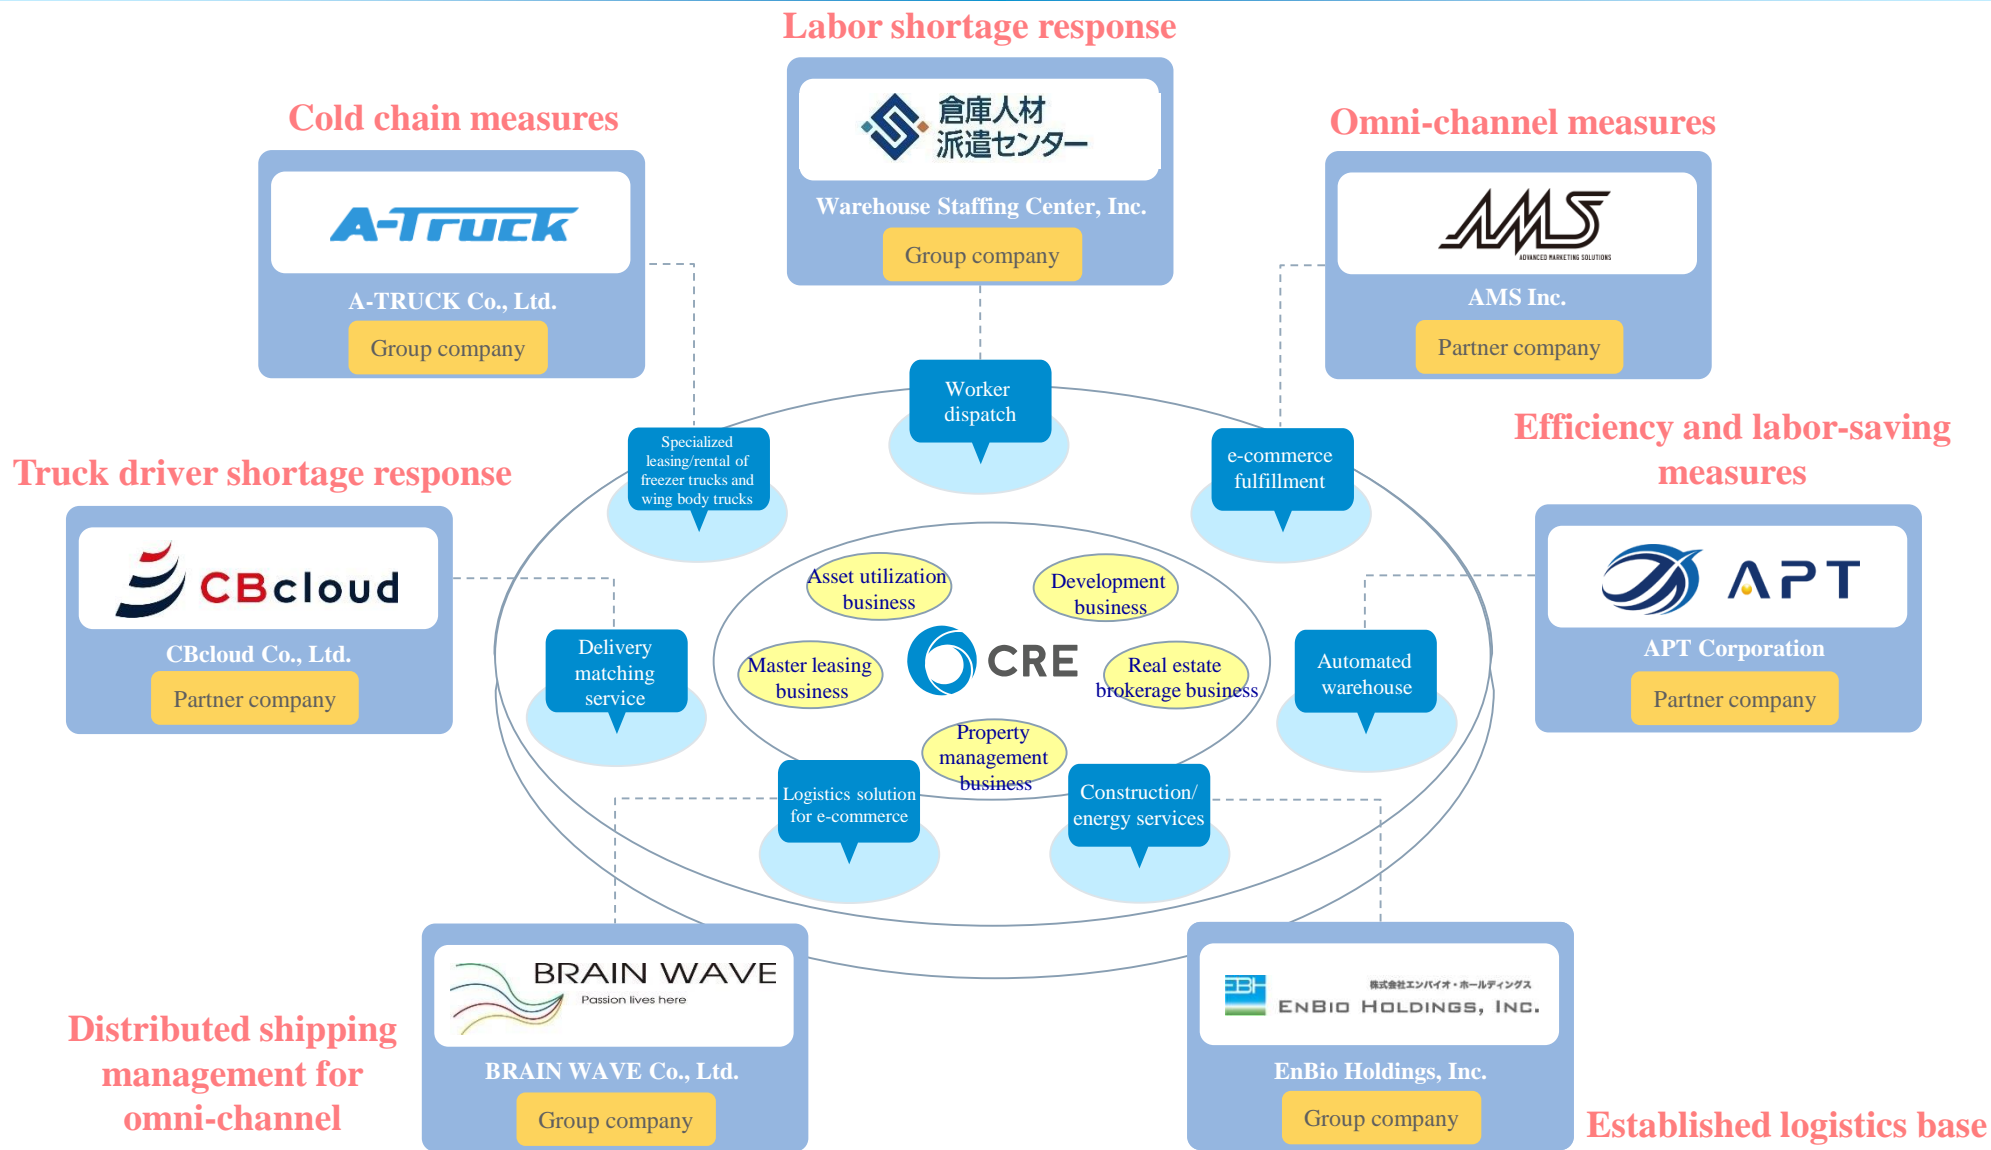 Labor shortage response
倉庫人材
派遣センター
Warehouse Staffing Center, Inc.
Group company
Cold chain measures
A-TRUCK
A-TRUCK Co., Ltd.
Group company
Omni-channel measures
AMS
ADVANCED MARKETING SOLUTIONS
AMS Inc.
Partner company
Truck driver shortage response
CBcloud
CBcloud Co., Ltd.
Partner company
Efficiency and labor-saving
measures
APT
APT Corporation
Partner company
Worker
dispatch
Specialized
leasing/rental of
freezer trucks and
wing body trucks
e-commerce
fulfillment
Delivery
matching
service
Automated
warehouse
Logistics solution
for e-commerce
Construction/
energy services
Asset utilization
business
Development
business
Master leasing
business
CRE
Real estate
brokerage business
Property
management
business
BRAIN WAVE
Passion lives here
BRAIN WAVE Co., Ltd.
Group company
Distributed shipping
management for
omni-channel
EBH
株式会社エンバイオ・ホールディングス
ENBIO HOLDINGS, INC.
EnBio Holdings, Inc.
Group company
Established logistics base